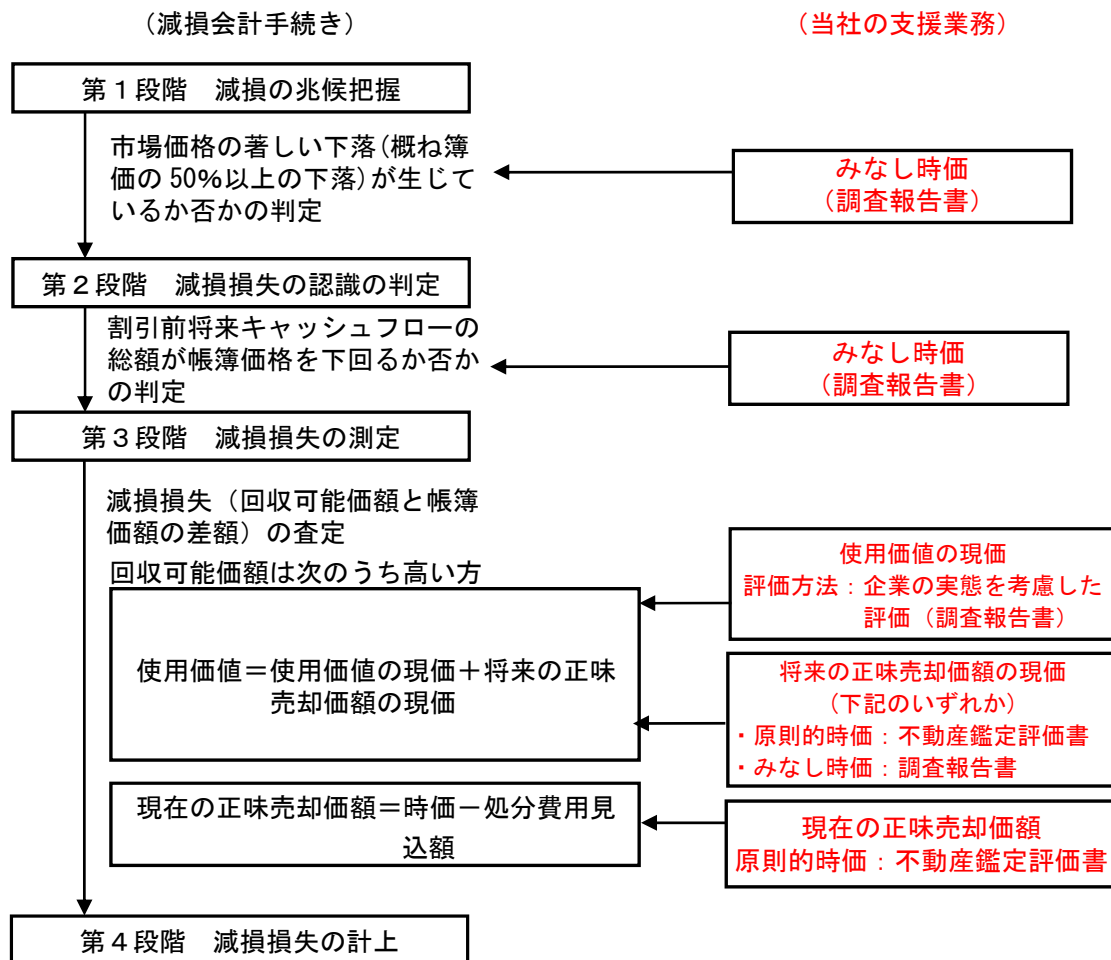 (減損会計手続き)
(当社の支援業務)
第1段階　減損の兆候把握
市場価格の著しい下落(概ね簿
価の 50%以上の下落)が生じて
いるか否かの判定
みなし時価
(調査報告書)
第2段階　減損損失の認識の判定
割引前将来キャッシュフローの
総額が帳簿価格を下回るか否か
の判定
みなし時価
(調査報告書)
第3段階　減損損失の測定
減損損失（回収可能価額と帳簿
価額の差額）の査定
回収可能価額は次のうち高い方
使用価値の現価
評価方法：企業の実態を考慮した
評価（調査報告書）
使用価値＝使用価値の現価＋将来の正味
売却価額の現価
将来の正味売却価額の現価
(下記のいずれか)
・原則的時価：不動産鑑定評価書
・みなし時価：調査報告書
現在の正味売却価額＝時価－処分費用見
込額
現在の正味売却価額
原則的時価：不動産鑑定評価書
第4段階　減損損失の計上